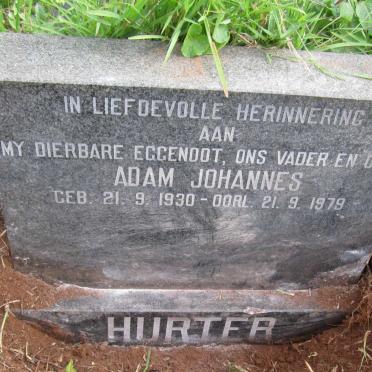 IN LIEFDEVOLLE HERINNERING
AAN
MY DIERBARE EGGENOOT, ONS VADER EN
ADAM JOHANNES
GEB. 21. 9. 1930 - OORL. 21. 9. 1979
HURTER